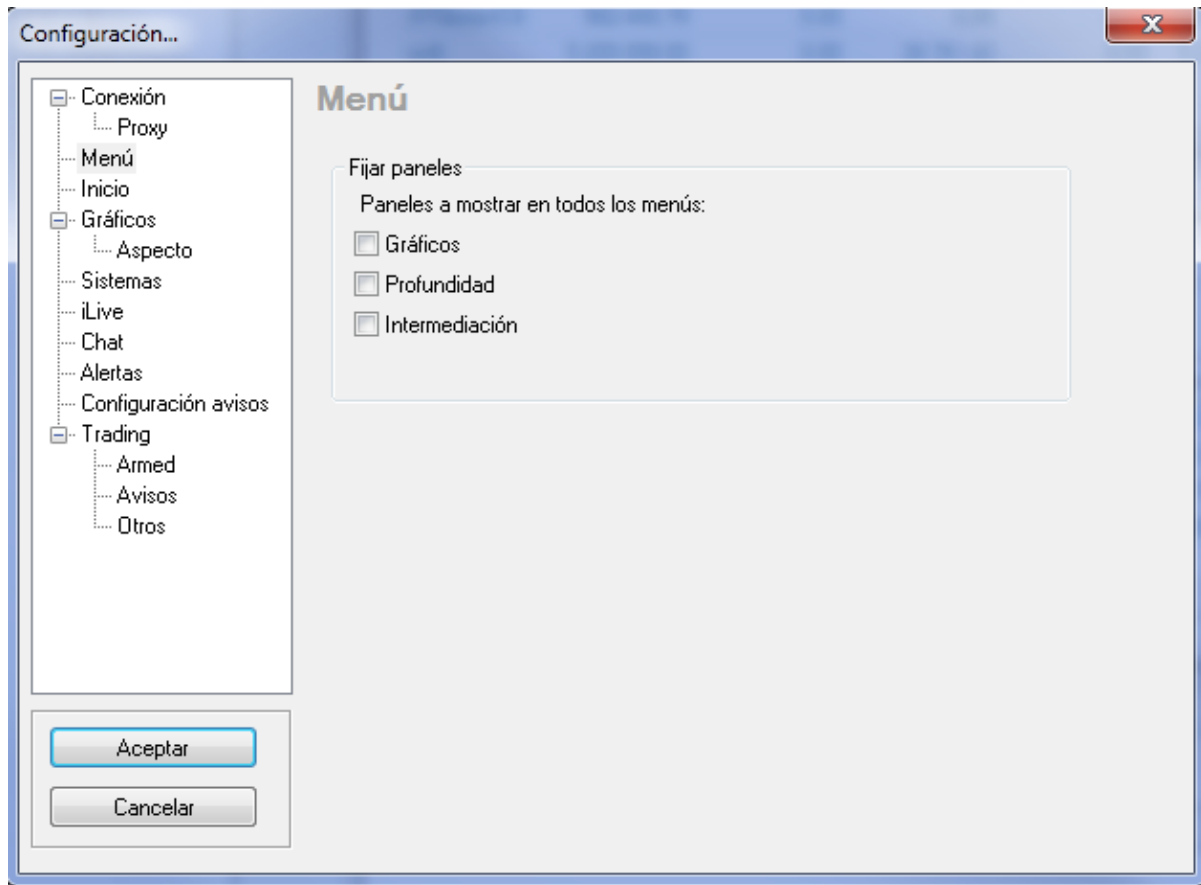 Configuración...
Conexión
Proxy
Menú
Inicio
Gráficos
Aspecto
Sistemas
iLive
Chat
Alertas
Configuración avisos
Trading
Armed
Avisos
Otros
Aceptar
Cancelar
Menú
Fijar paneles
Paneles a mostrar en todos los menús:
Gráficos
Profundidad
Intermediación